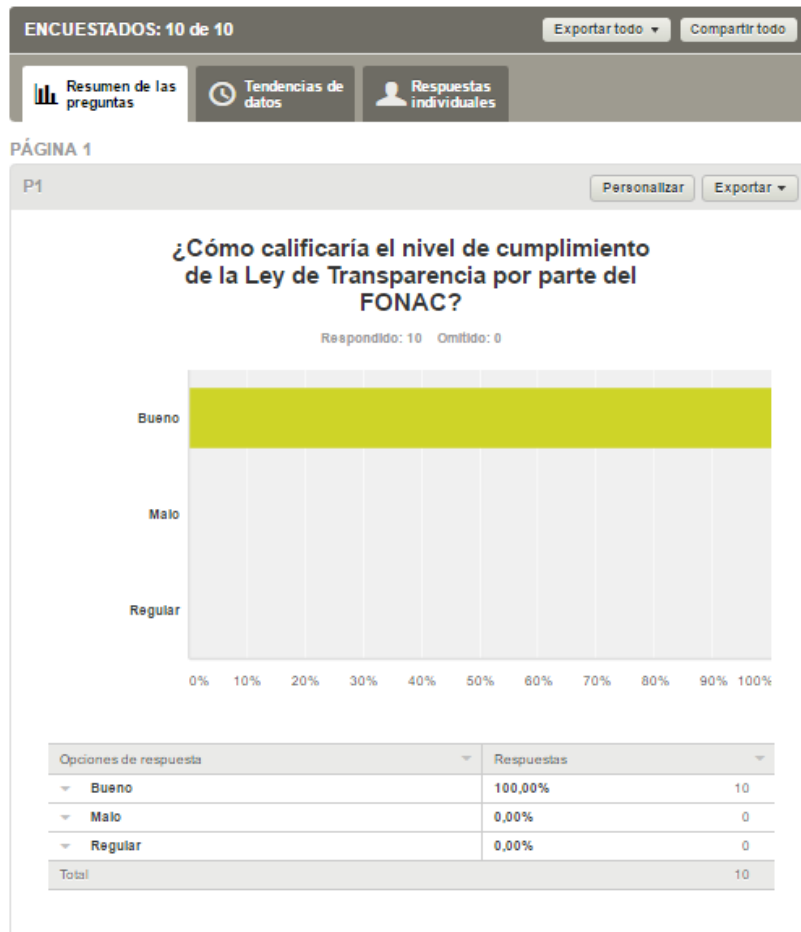 ENCUESTADOS: 10 de 10
Exportar todo
Compartir todo
Resumen de las
preguntas
Tendencias de
datos
Respuestas
individuales
PÁGINA 1
P1
Personalizar
Exportar
¿Cómo calificaría el nivel de cumplimiento
de la Ley de Transparencia por parte del
FONAC?
Respondido: 10 Omitido: 0
Bueno
Malo
Regular
0% 10% 20% 30% 40% 50% 60% 70% 80% 90% 100%
Opciones de respuesta Respuestas
Bueno 100,00% 10
Malo 0,00% 0
Regular 0,00% 0
Total 10